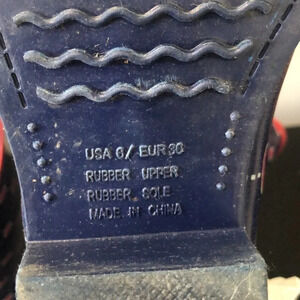 USA 6/ EUR 36
RUBBER UPPER
RUBBER SOLE
MADE IN CHINA